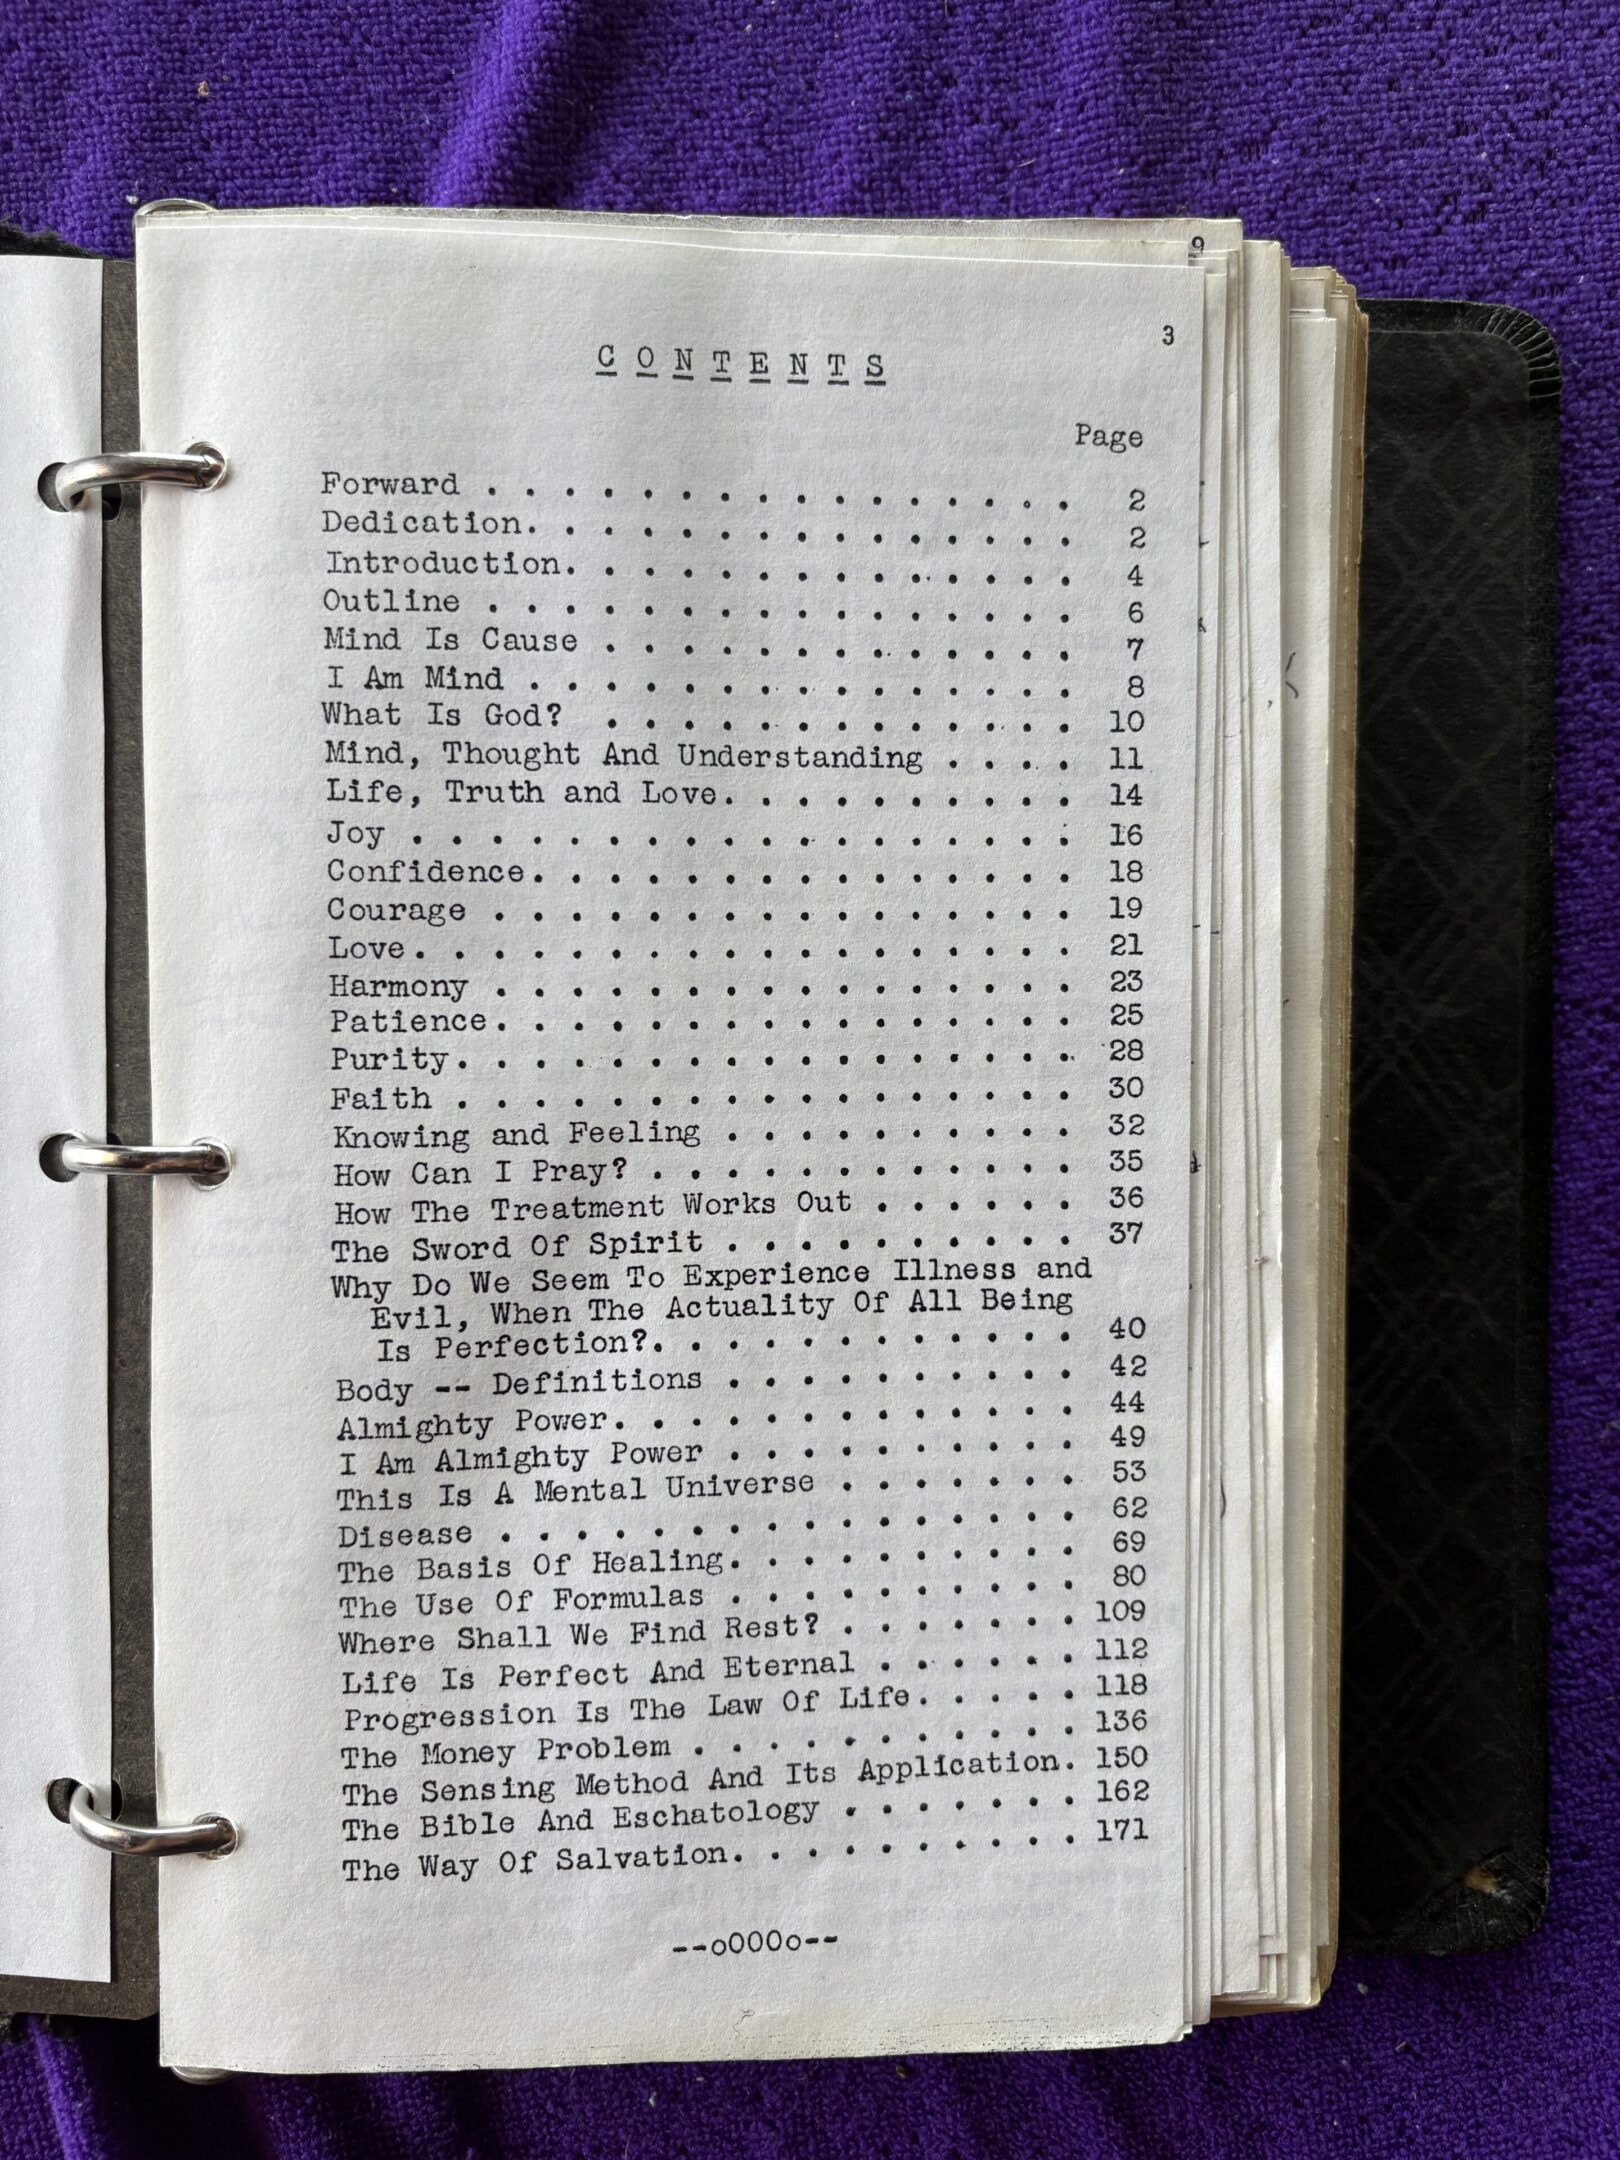 9
3
CONTENTS
Page
Forward . . . . . . . . . . . . . . . . 2
Dedication. . . . . . . . . . . . . . . 2
Introduction. . . . . . . . . . . . . . 4
Outline . . . . . . . . . . . . . . . . 6
Mind Is Cause . . . . . . . . . . . . . 7
I Am Mind . . . . . . . . . . . . . . . 8
What Is God? . . . . . . . . . . . . . 10
Mind, Thought And Understanding . . . . 11
Life, Truth and Love. . . . . . . . . . 14
Joy . . . . . . . . . . . . . . . . . . 16
Confidence. . . . . . . . . . . . . . . 18
Courage . . . . . . . . . . . . . . . . 19
Love. . . . . . . . . . . . . . . . . . 21
Harmony . . . . . . . . . . . . . . . . 23
Patience. . . . . . . . . . . . . . . . 25
Purity. . . . . . . . . . . . . . . . . 28
Faith . . . . . . . . . . . . . . . . . 30
Knowing and Feeling . . . . . . . . . . 32
How Can I Pray? . . . . . . . . . . . . 35
How The Treatment Works Out . . . . . . 36
The Sword Of Spirit . . . . . . . . . . 37
Why Do We Seem To Experience Illness and
Evil, When The Actuality Of All Being
Is Perfection?. . . . . . . . . . . . 40
Body -- Definitions . . . . . . . . . . 42
Almighty Power. . . . . . . . . . . . . 44
I Am Almighty Power . . . . . . . . . . 49
This Is A Mental Universe . . . . . . . 53
Disease . . . . . . . . . . . . . . . . 62
The Basis Of Healing. . . . . . . . . . 69
The Use Of Formulas . . . . . . . . . . 80
Where Shall We Find Rest? . . . . . . . 109
Life Is Perfect And Eternal . . . . . . 112
Progression Is The Law Of Life. . . . . 118
The Money Problem . . . . . . . . . . . 136
The Sensing Method And Its Application. 150
The Bible And Eschatology . . . . . . . 162
The Way Of Salvation. . . . . . . . . . 171
--oOOOo--